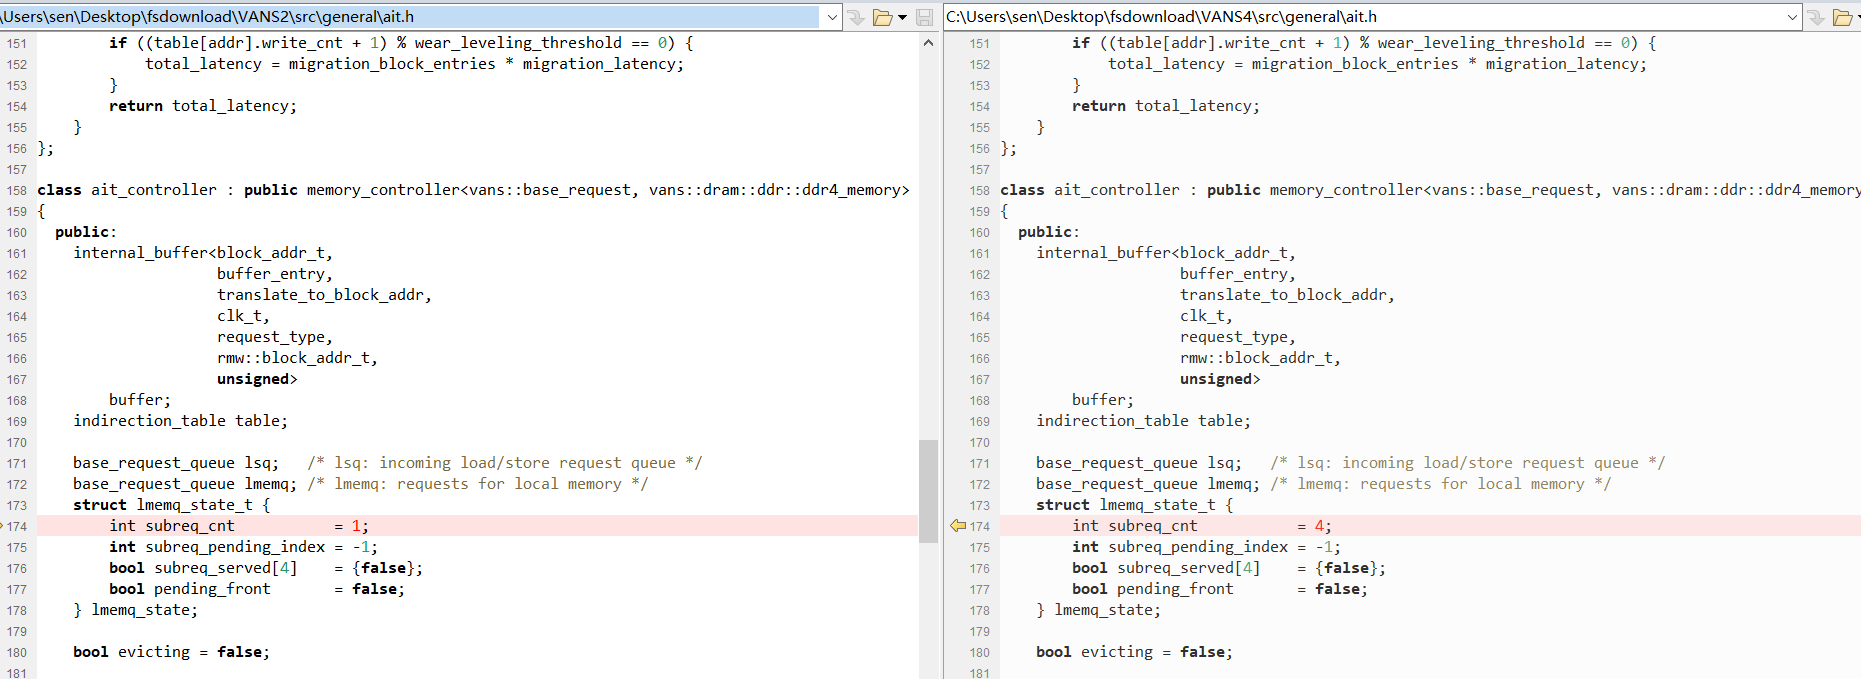 \Users\sen\Desktop\fsdownload\VANS2\src\general\ait.h
151         if ((table[addr].write_cnt + 1) % wear_leveling_threshold == 0) {
152             total_latency = migration_block_entries * migration_latency;
153         }
154         return total_latency;
155     }
156 };
157
158 class ait_controller : public memory_controller<vans::base_request, vans::dram::ddr::ddr4_memory>
159 {
160   public:
161     internal_buffer<block_addr_t,
162                     buffer_entry,
163                     translate_to_block_addr,
164                     clk_t,
165                     request_type,
166                     rmw::block_addr_t,
167                     unsigned>
168         buffer;
169     indirection_table table;
170
171     base_request_queue lsq;   /* lsq: incoming load/store request queue */
172     base_request_queue lmemq; /* lmemq: requests for local memory */
173     struct lmemq_state_t {
174         int subreq_cnt           = 1;
175         int subreq_pending_index = -1;
176         bool subreq_served[4]    = {false};
177         bool pending_front       = false;
178     } lmemq_state;
179
180     bool evicting = false;
181
C:\Users\sen\Desktop\fsdownload\VANS4\src\general\ait.h
151         if ((table[addr].write_cnt + 1) % wear_leveling_threshold == 0) {
152             total_latency = migration_block_entries * migration_latency;
153         }
154         return total_latency;
155     }
156 };
157
158 class ait_controller : public memory_controller<vans::base_request, vans::dram::ddr::ddr4_memory
159 {
160   public:
161     internal_buffer<block_addr_t,
162                     buffer_entry,
163                     translate_to_block_addr,
164                     clk_t,
165                     request_type,
166                     rmw::block_addr_t,
167                     unsigned>
168         buffer;
169     indirection_table table;
170
171     base_request_queue lsq;   /* lsq: incoming load/store request queue */
172     base_request_queue lmemq; /* lmemq: requests for local memory */
173     struct lmemq_state_t {
174         int subreq_cnt           = 4;
175         int subreq_pending_index = -1;
176         bool subreq_served[4]    = {false};
177         bool pending_front       = false;
178     } lmemq_state;
179
180     bool evicting = false;
181